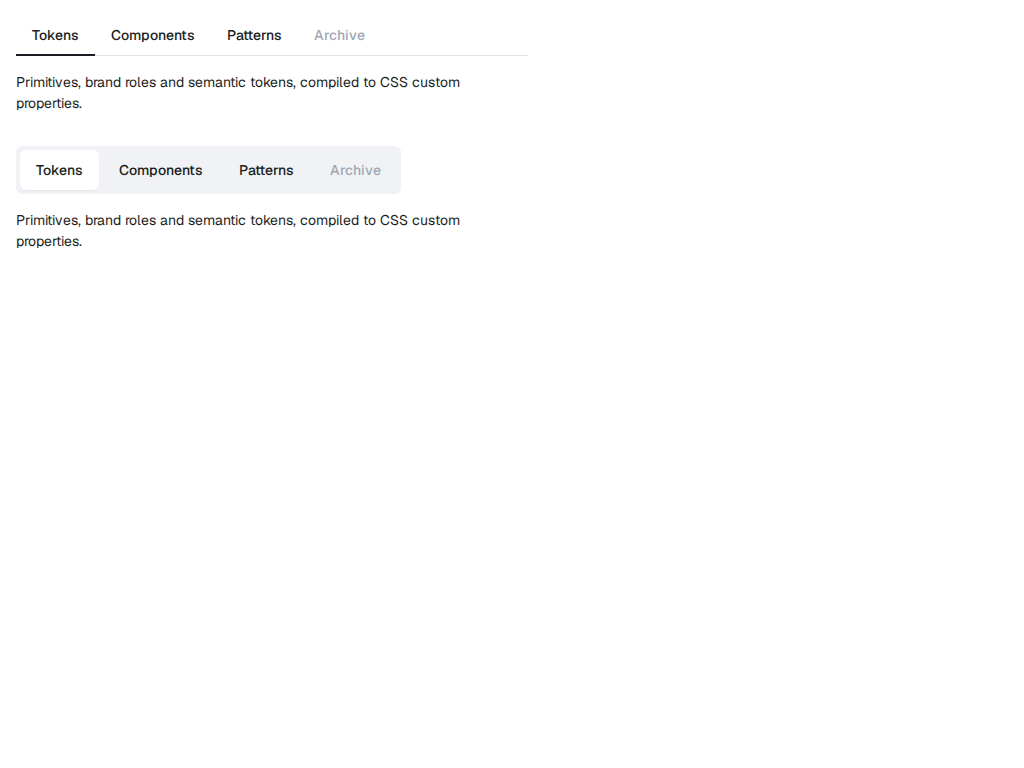 Tokens Components Patterns Archive
Primitives, brand roles and semantic tokens, compiled to CSS custom
properties.
Tokens Components Patterns Archive
Primitives, brand roles and semantic tokens, compiled to CSS custom
properties.